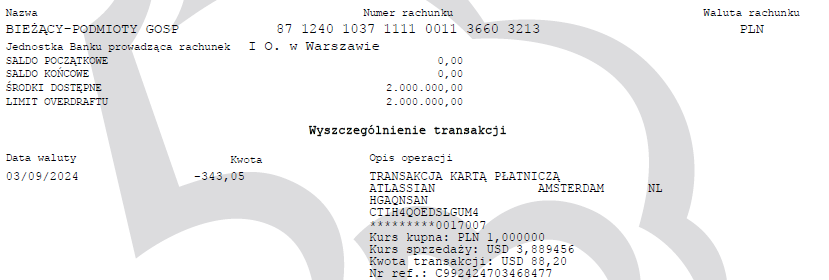 Nazwa Numer rachunku Waluta rachunku
BIEŻĄCY-PODMIOTY GOSP 87 1240 1037 1111 0011 3660 3213 PLN
Jednostka Banku prowadząca rachunek I O. w Warszawie
SALDO POCZĄTKOWE 0,00
SALDO KOŃCOWE 0,00
ŚRODKI DOSTĘPNE 2.000.000,00
LIMIT OVERDRAFTU 2.000.000,00
Wyszczególnienie transakcji
Data waluty Kwota Opis operacji
03/09/2024 -343,05 TRANSAKCJA KARTĄ PŁATNICZĄ
ATLASSIAN AMSTERDAM NL
HGAQNSAN
CTIH4QOEDSLGUM4
*********0017007
Kurs kupna: PLN 1,000000
Kurs sprzedaży: USD 3,889456
Kwota transakcji: USD 88,20
Nr ref.: C992424703468477